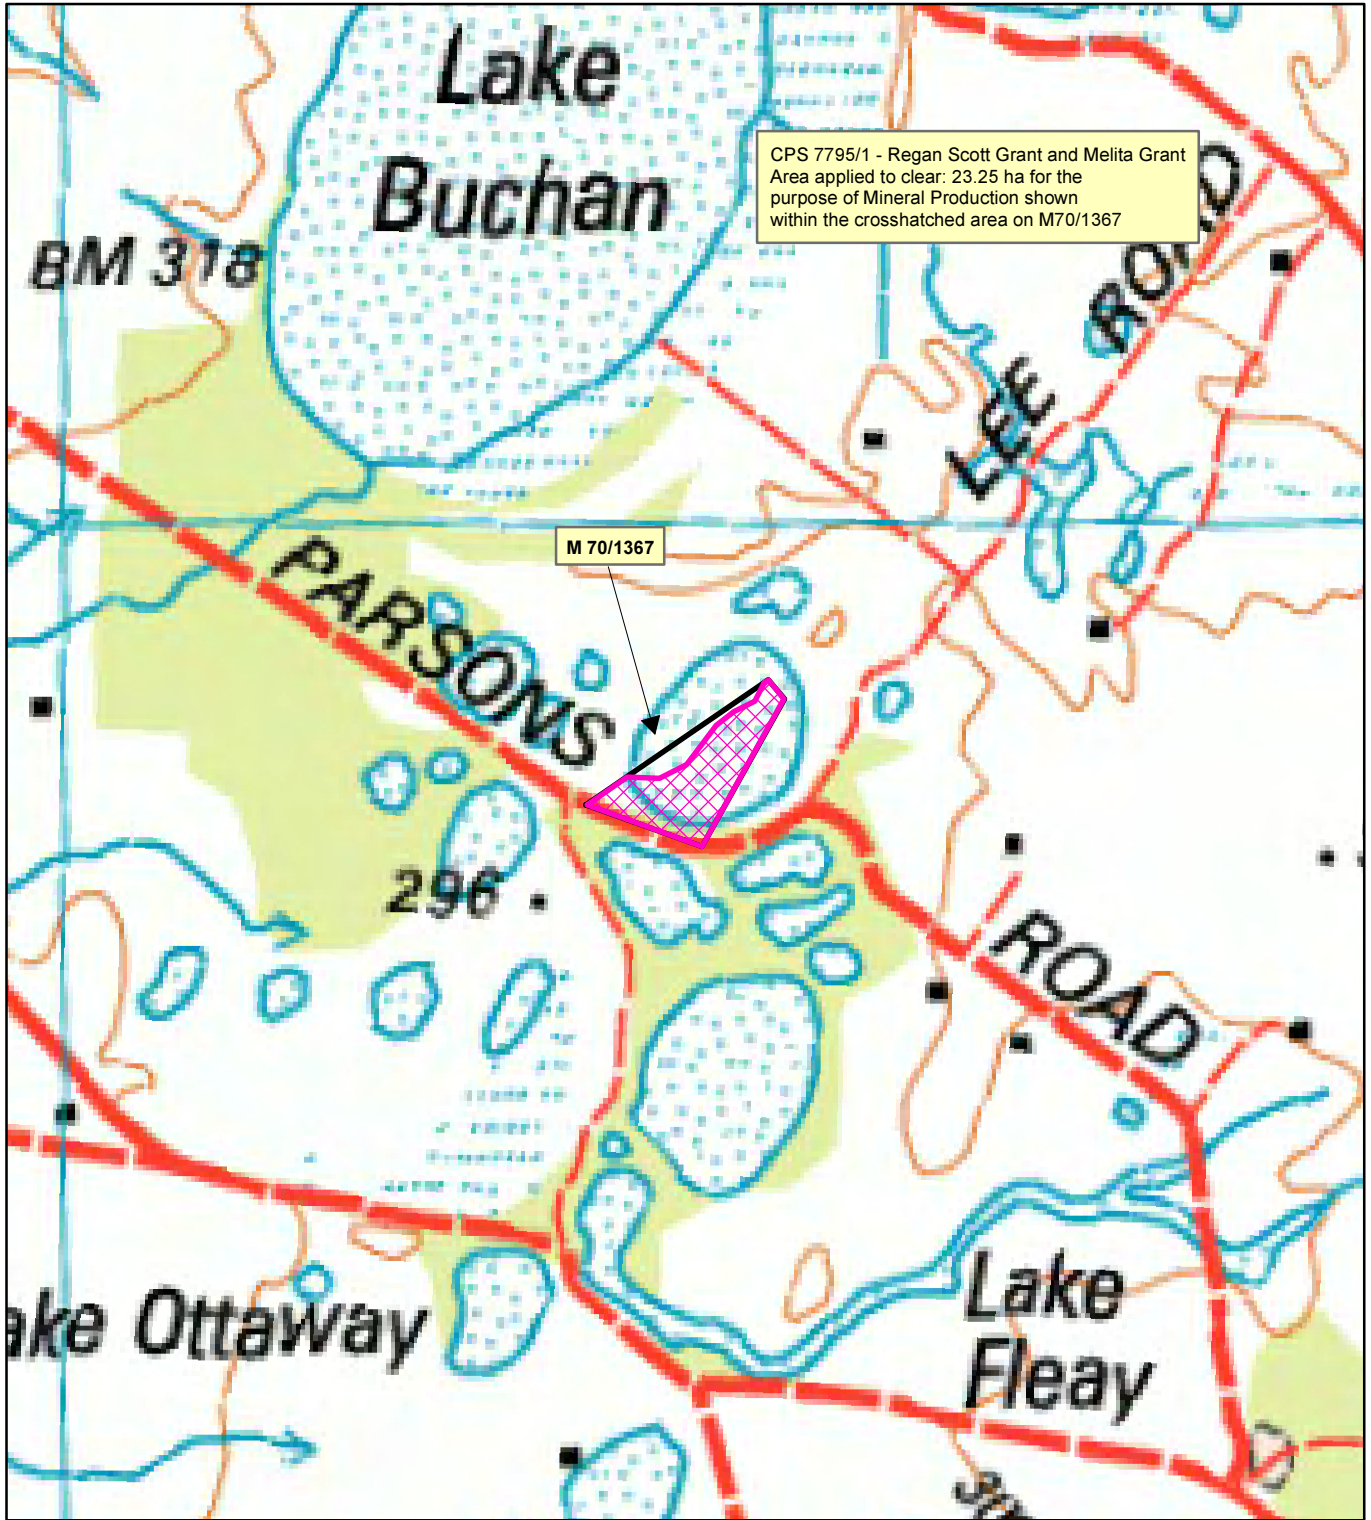 Lake
Buchan
CPS 7795/1 - Regan Scott Grant and Melita Grant
Area applied to clear: 23.25 ha for the
purpose of Mineral Production shown
within the crosshatched area on M70/1367
BM 318
LEE ROAD
M 70/1367
PARSONS
296
ROAD
Lake
Fleay
ake Ottaway